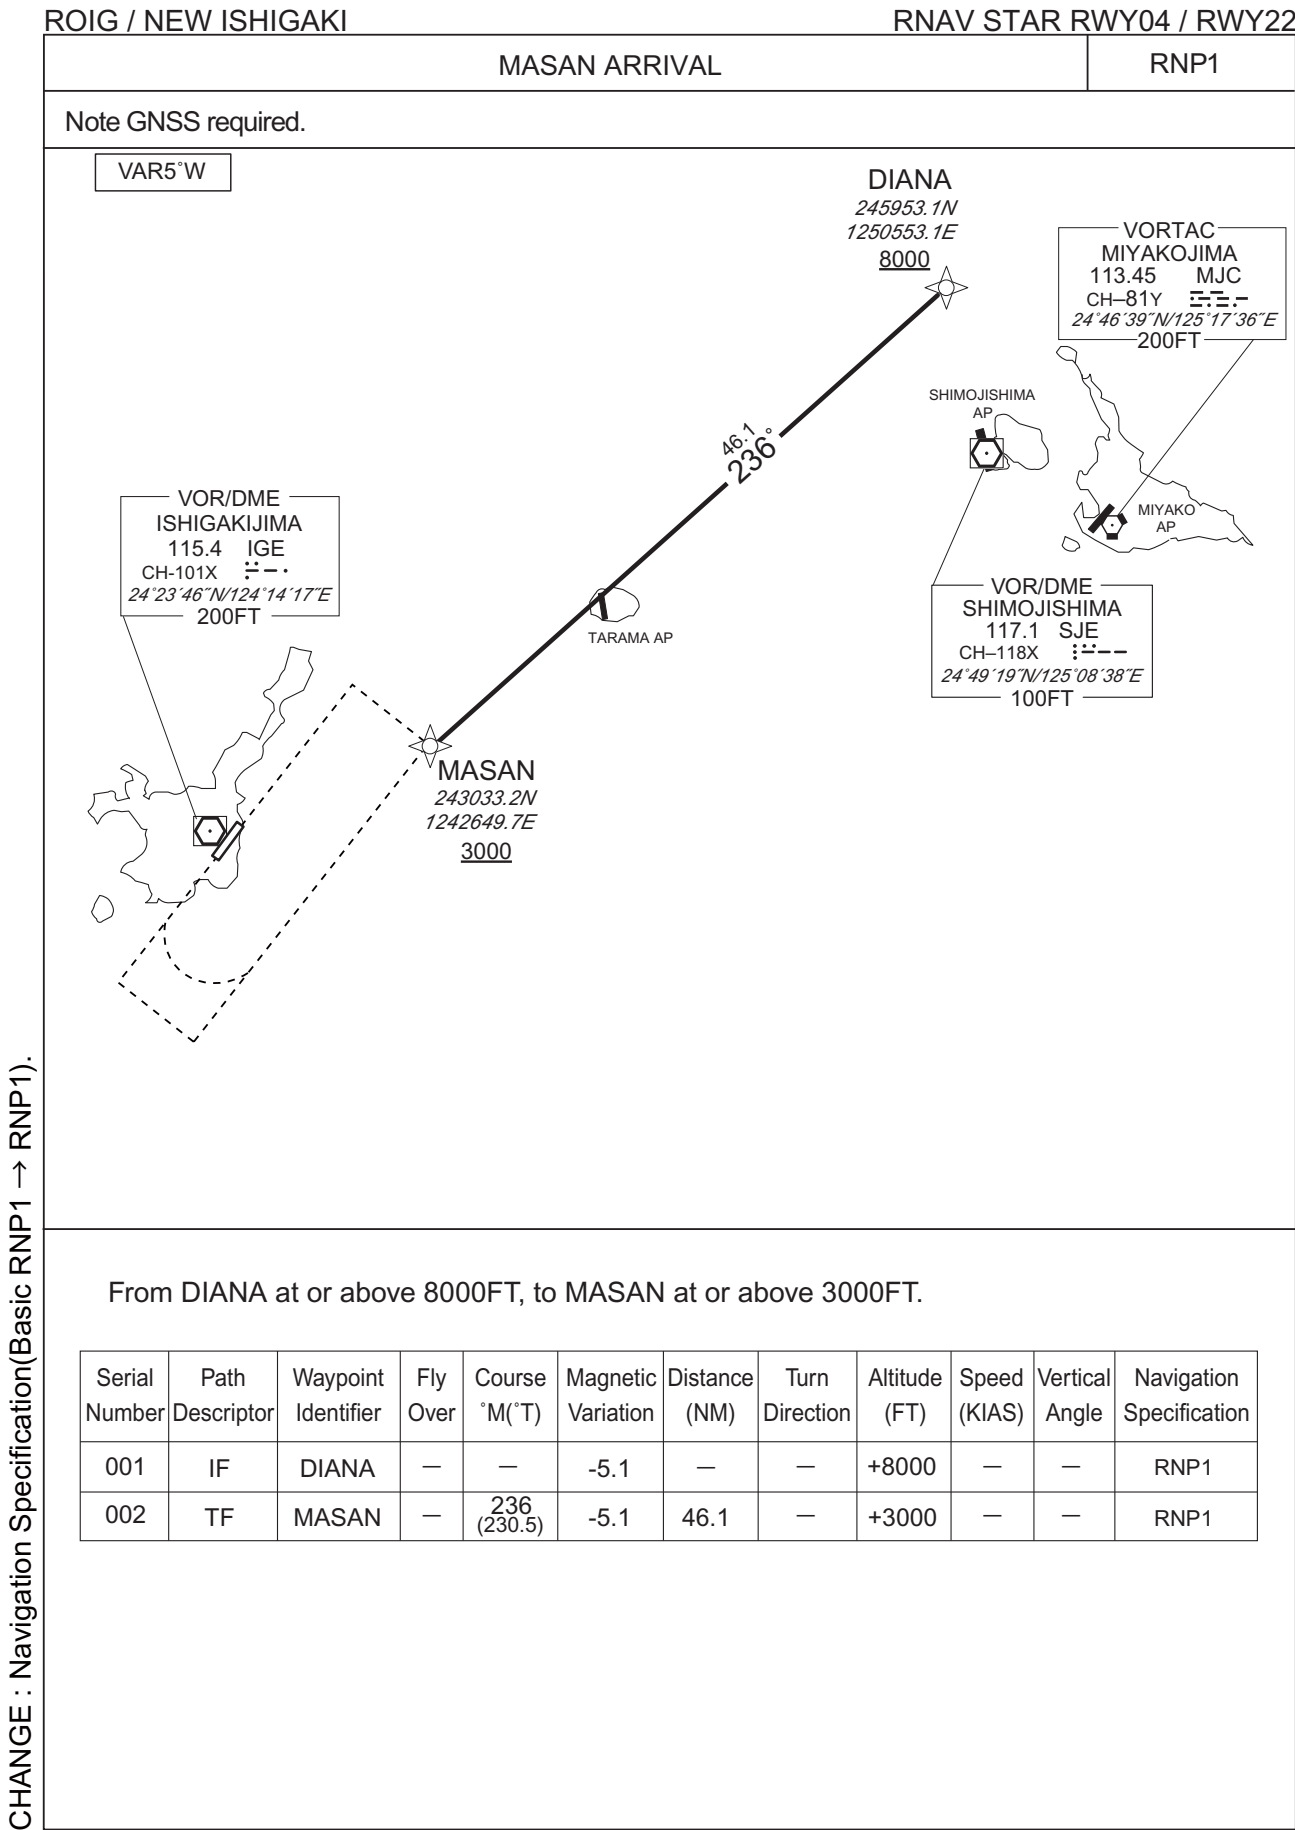 ROIG / NEW ISHIGAKI
RNAV STAR RWY04 / RWY22
MASAN ARRIVAL
RNP1
Note GNSS required.
VAR5˚W
DIANA
245953.1N
1250553.1E
8000
VORTAC
MIYAKOJIMA
113.45 MJC
CH–81Y
24˚46´39˝N/125˚17´36˝E
200FT
SHIMOJISHIMA
AP
46.1
236˚
VOR/DME
ISHIGAKIJIMA
115.4 IGE
CH-101X
24˚23´46˝N/124˚14´17˝E
200FT
MIYAKO
AP
VOR/DME
SHIMOJISHIMA
117.1 SJE
CH–118X
24˚49´19˝N/125˚08´38˝E
100FT
TARAMA AP
MASAN
243033.2N
1242649.7E
3000
From DIANA at or above 8000FT, to MASAN at or above 3000FT.
Serial Number Path Descriptor Waypoint Identifier Fly Over Course ˚M(˚T) Magnetic Variation Distance (NM) Turn Direction Altitude (FT) Speed (KIAS) Vertical Angle Navigation Specification
001 IF DIANA — — -5.1 — — +8000 — — RNP1
002 TF MASAN — 236 (230.5) -5.1 46.1 — +3000 — — RNP1
CHANGE : Navigation Specification(Basic RNP1 → RNP1).